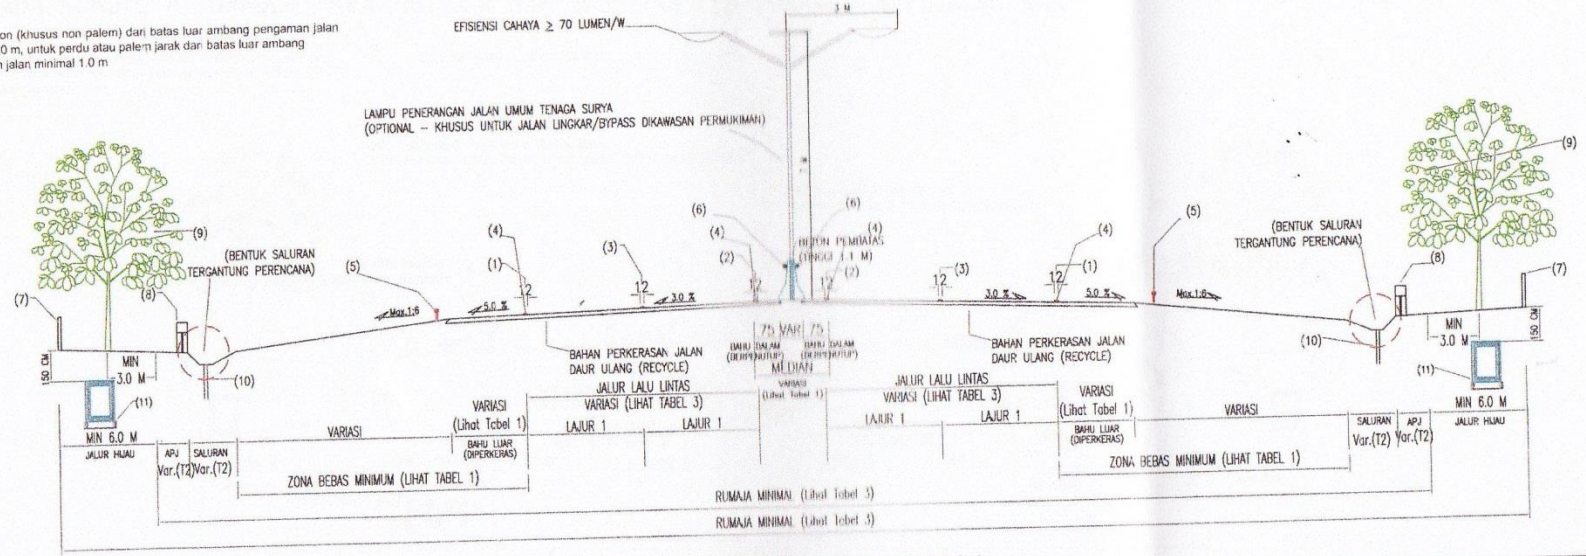 on (khusus non palem) dari batas luar ambang pengaman jalan
0 m, untuk perdu atau palem jarak dari batas luar ambang
n jalan minimal 1.0 m
EFISIENSI CAHAYA ≥ 70 LUMEN/W
3 M
LAMPU PENERANGAN JALAN UMUM TENAGA SURYA
(OPTIONAL – KHUSUS UNTUK JALAN LINGKAR/BYPASS DIKAWASAN PERMUKIMAN)
(9)
(9)
(BENTUK SALURAN
TERGANTUNG PERENCANA)
(BENTUK SALURAN
TERGANTUNG PERENCANA)
(6)
(6)
(5)
(5)
(4)
(4)
(4)
(4)
BETON PEMBATAS
(TINGGI 1.1 M)
(3)
(3)
(1)
(1)
(2)
(2)
(7)
(8)
(8)
(7)
12
12
12
12
Max.1:6
5.0 %
3.0 %
3.0 %
5.0 %
Max.1:6
150 CM
MIN
3.0 M
(10)
(11)
BAHAN PERKERASAN JALAN
DAUR ULANG (RECYCLE)
75 VAR 75
BAHU DALAM
(BERPENUTUP)
BAHU DALAM
(BERPENUTUP)
MEDIAN
VARIASI
(Lihat Tabel 1)
BAHAN PERKERASAN JALAN
DAUR ULANG (RECYCLE)
150 CM
MIN
3.0 M
(10)
(11)
JALUR LALU LINTAS
VARIASI (LIHAT TABEL 3)
JALUR LALU LINTAS
VARIASI (LIHAT TABEL 3)
MIN 6.0 M
JALUR HIJAU
APJ
Var.(T2)
SALURAN
Var.(T2)
VARIASI
VARIASI
(Lihat Tabel 1)
BAHU LUAR
(DIPERKERAS)
LAJUR 1
LAJUR 1
LAJUR 1
LAJUR 1
VARIASI
(Lihat Tabel 1)
BAHU LUAR
(DIPERKERAS)
VARIASI
SALURAN
Var.(T2)
APJ
Var.(T2)
MIN 6.0 M
JALUR HIJAU
ZONA BEBAS MINIMUM (LIHAT TABEL 1)
ZONA BEBAS MINIMUM (LIHAT TABEL 1)
RUMAJA MINIMAL (Lihat Tabel 3)
RUMAJA MINIMAL (Lihat Tabel 3)